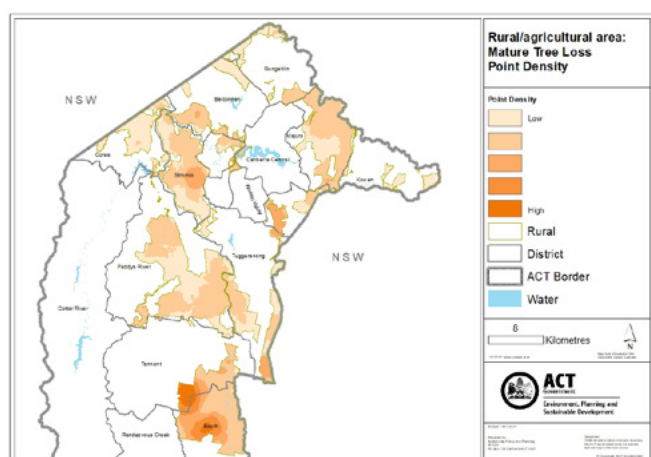 Rural/agricultural area:
Mature Tree Loss
Point Density
Point Density
Low
High
Rural
District
ACT Border
Water
8
Kilometres
N
ACT
Government
Environment, Planning and
Sustainable Development
NSW
Gungahlin
Belconnen
Majura
Canberra Central
Coree
Stromlo
Kowen
Woden Valley
NSW
Tuggeranong
Paddys River
Cotter River
Tennent
Booth
Rendezvous Creek